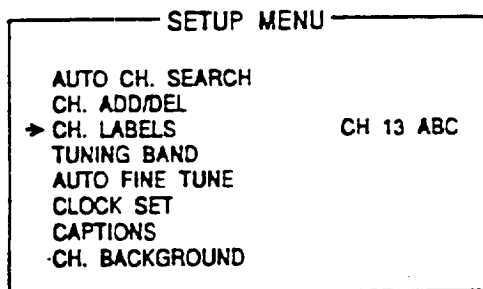 SETUP MENU
AUTO CH. SEARCH
CH. ADD/DEL
→ CH. LABELS CH 13 ABC
TUNING BAND
AUTO FINE TUNE
CLOCK SET
CAPTIONS
CH. BACKGROUND